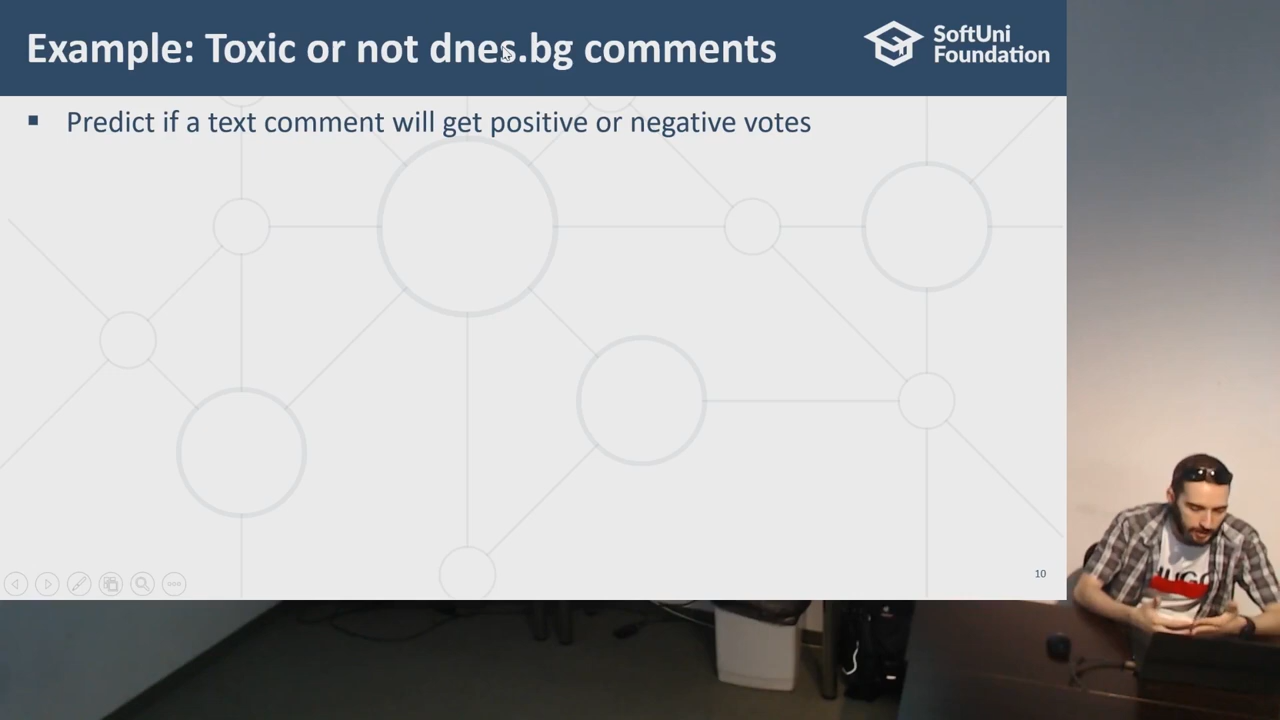 Example: Toxic or not dnes.bg comments
SoftUni
Foundation
▪ Predict if a text comment will get positive or negative votes
10
HUGO